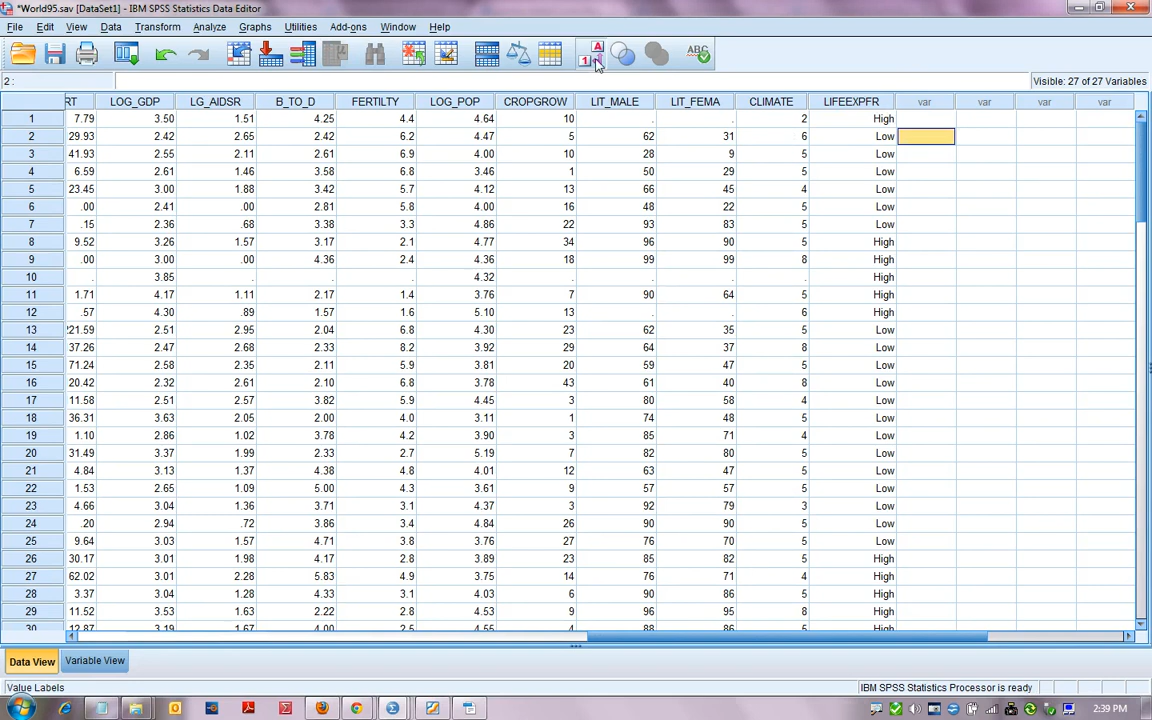 *World95.sav [DataSet1] - IBM SPSS Statistics Data Editor
File Edit View Data Transform Analyze Graphs Utilities Add-ons Window Help
A
1
ABC
2 :
Visible: 27 of 27 Variables
RT LOG_GDP LG_AIDSR B_TO_D FERTILTY LOG_POP CROPGROW LIT_MALE LIT_FEMA CLIMATE LIFEEXPFR var var var var
1 7.79 3.50 1.51 4.25 4.4 4.64 10 . . 2 High
2 29.93 2.42 2.65 2.42 6.2 4.47 5 62 31 6 Low
3 41.93 2.55 2.11 2.61 6.9 4.00 10 28 9 5 Low
4 6.59 2.61 1.46 3.58 6.8 3.46 1 50 29 5 Low
5 23.45 3.00 1.88 3.42 5.7 4.12 13 66 45 4 Low
6 .00 2.41 .00 2.81 5.8 4.00 16 48 22 5 Low
7 .15 2.36 .68 3.38 3.3 4.86 22 93 83 5 Low
8 9.52 3.26 1.57 3.17 2.1 4.77 34 96 90 5 High
9 .00 3.00 .00 4.36 2.4 4.36 18 99 99 8 High
10 . 3.85 . . . 4.32 . . . . High
11 1.71 4.17 1.11 2.17 1.4 3.76 7 90 64 5 High
12 .57 4.30 .89 1.57 1.6 5.10 13 . . 6 High
13 221.59 2.51 2.95 2.04 6.8 4.30 23 62 35 5 Low
14 37.26 2.47 2.68 2.33 8.2 3.92 29 64 37 8 Low
15 71.24 2.58 2.35 2.11 5.9 3.81 20 59 47 5 Low
16 20.42 2.32 2.61 2.10 6.8 3.78 43 61 40 8 Low
17 11.58 2.51 2.57 3.82 5.9 4.45 3 80 58 4 Low
18 36.31 3.63 2.05 2.00 4.0 3.11 1 74 48 5 Low
19 1.10 2.86 1.02 3.78 4.2 3.90 3 85 71 4 Low
20 31.49 3.37 1.99 2.33 2.7 5.19 7 82 80 5 Low
21 4.84 3.13 1.37 4.38 4.8 4.01 12 63 47 5 Low
22 1.53 2.65 1.09 5.00 4.3 3.61 9 57 57 5 Low
23 4.66 3.04 1.36 3.71 3.1 4.37 3 92 79 3 Low
24 .20 2.94 .72 3.86 3.4 4.84 26 90 90 5 Low
25 9.64 3.03 1.57 4.71 3.8 3.76 27 76 70 5 Low
26 30.17 3.01 1.98 4.17 2.8 3.89 23 85 82 5 High
27 62.02 3.01 2.28 5.83 4.9 3.75 14 76 71 4 High
28 3.37 3.04 1.28 4.33 3.1 4.03 6 90 86 5 High
29 11.52 3.53 1.63 2.22 2.8 4.53 9 96 95 8 High
30 12.87 3.19 1.67 4.00 2.5 4.55 4 88 86 5 High
Data View Variable View
Value Labels
IBM SPSS Statistics Processor is ready
2:39 PM